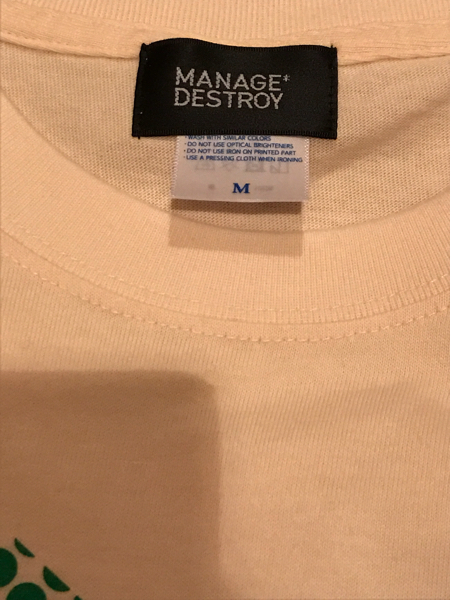 MANAGE*
DESTROY
· WASH WITH SIMILAR COLORS
· DO NOT USE OPTICAL BRIGHTENERS
· DO NOT USE IRON ON PRINTED PART
· USE A PRESSING CLOTH WHEN IRONING
M